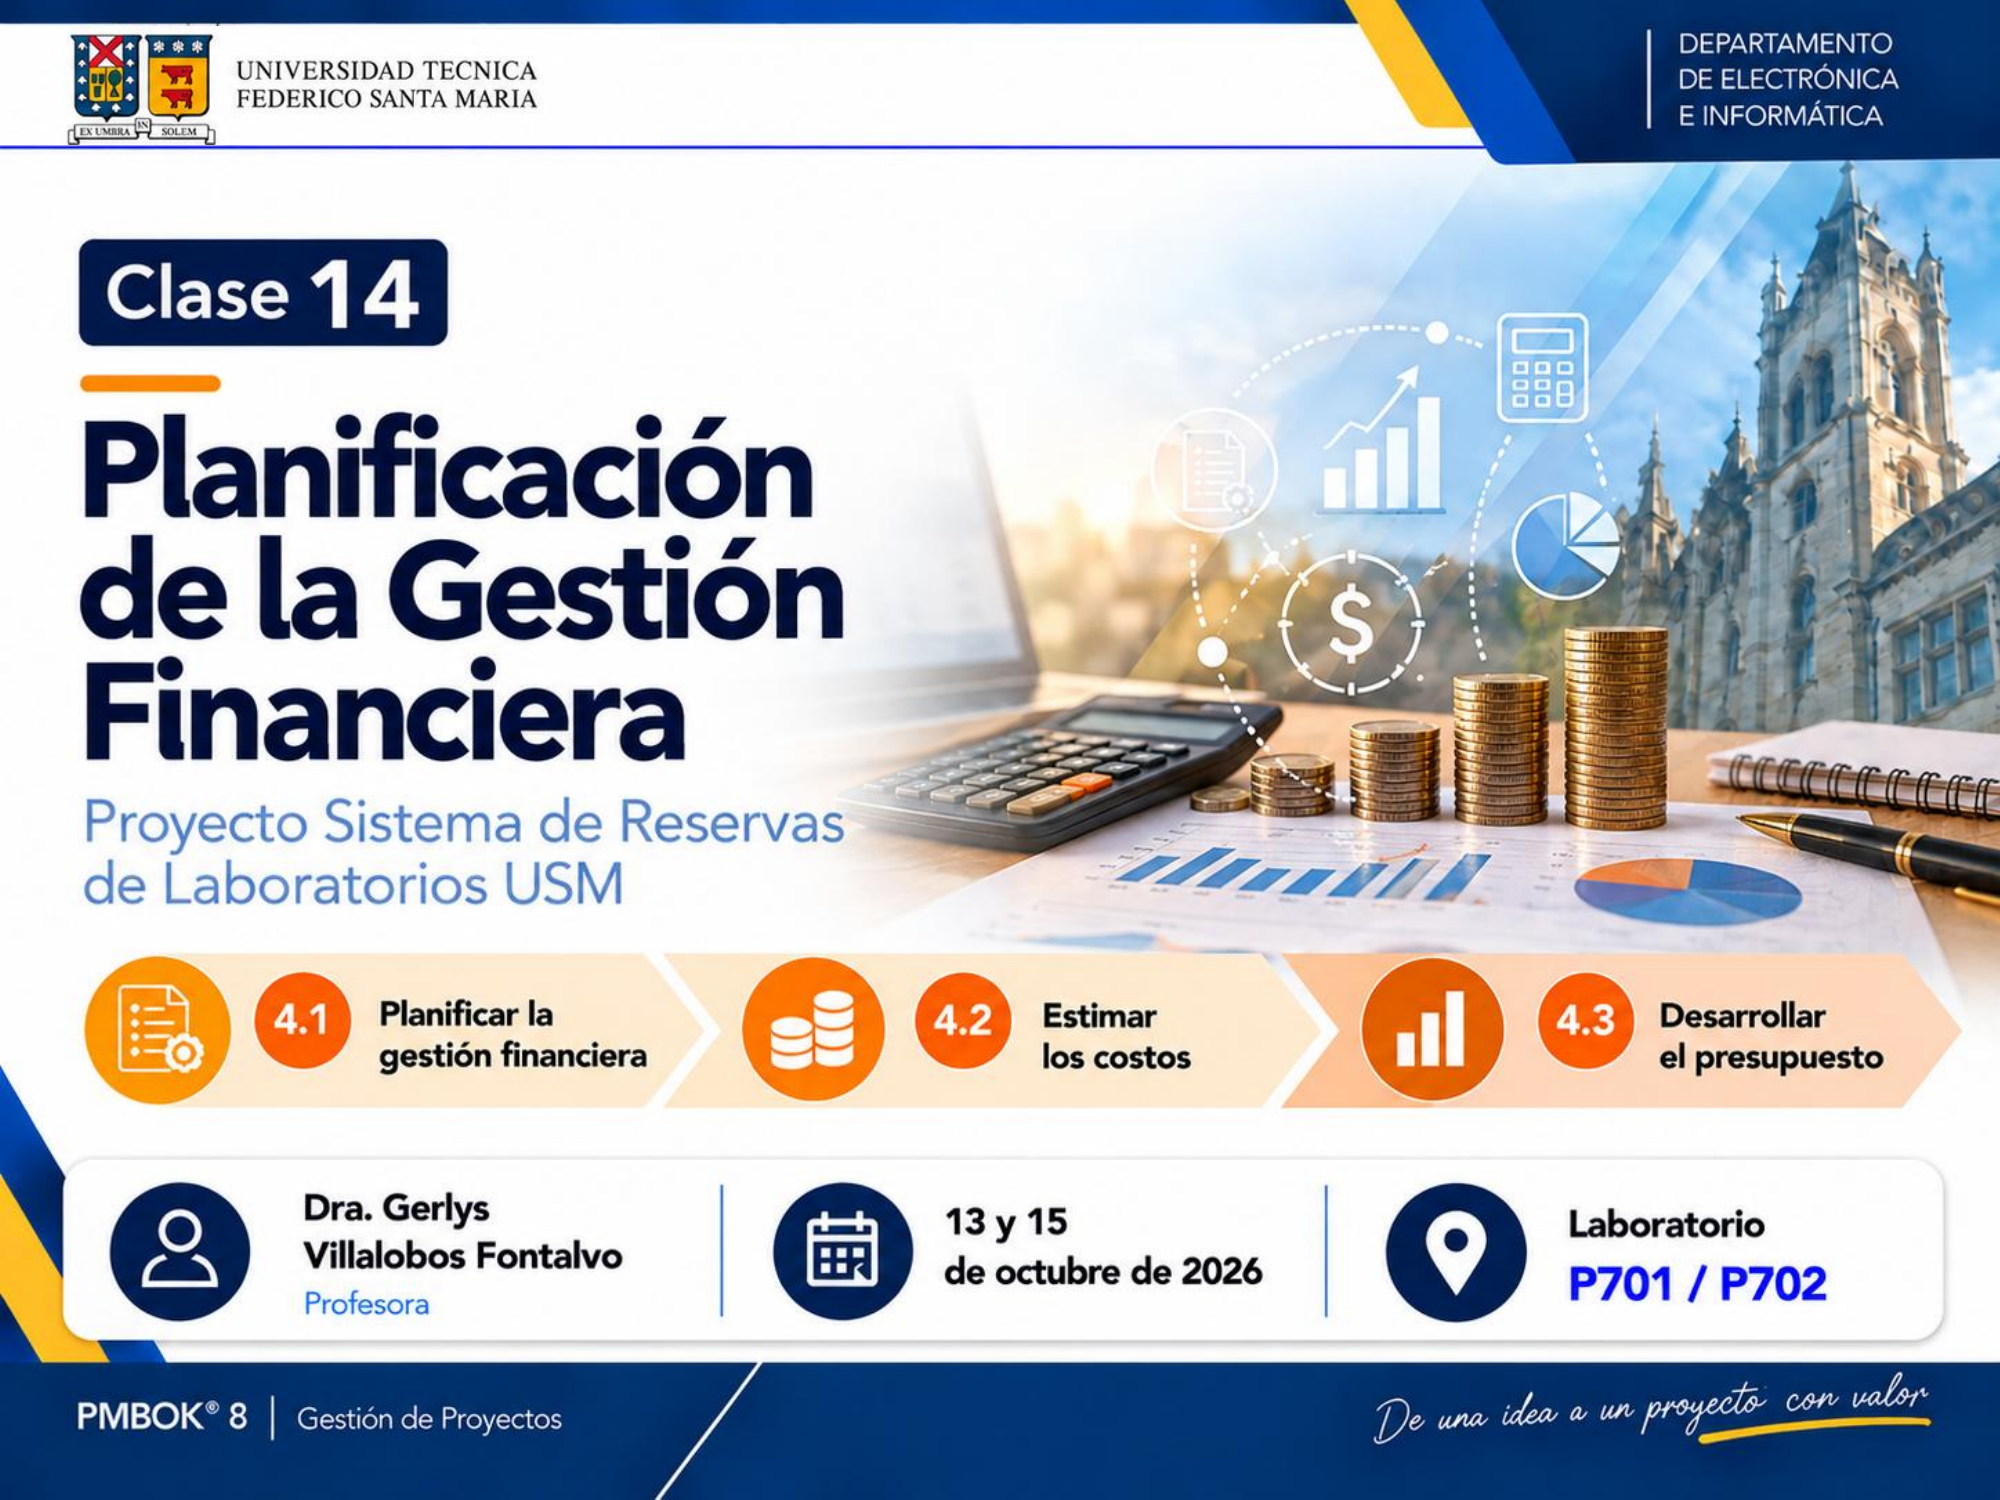 UNIVERSIDAD TECNICA
FEDERICO SANTA MARIA
EX UMBRA IN SOLEM
DEPARTAMENTO
DE ELECTRÓNICA
E INFORMÁTICA
Clase 14
Planificación
de la Gestión
Financiera
Proyecto Sistema de Reservas
de Laboratorios USM
4.1
Planificar la
gestión financiera
4.2
Estimar
los costos
4.3
Desarrollar
el presupuesto
Dra. Gerlys
Villalobos Fontalvo
Profesora
13 y 15
de octubre de 2026
Laboratorio
P701 / P702
PMBOK® 8 | Gestión de Proyectos
De una idea a un proyecto con valor